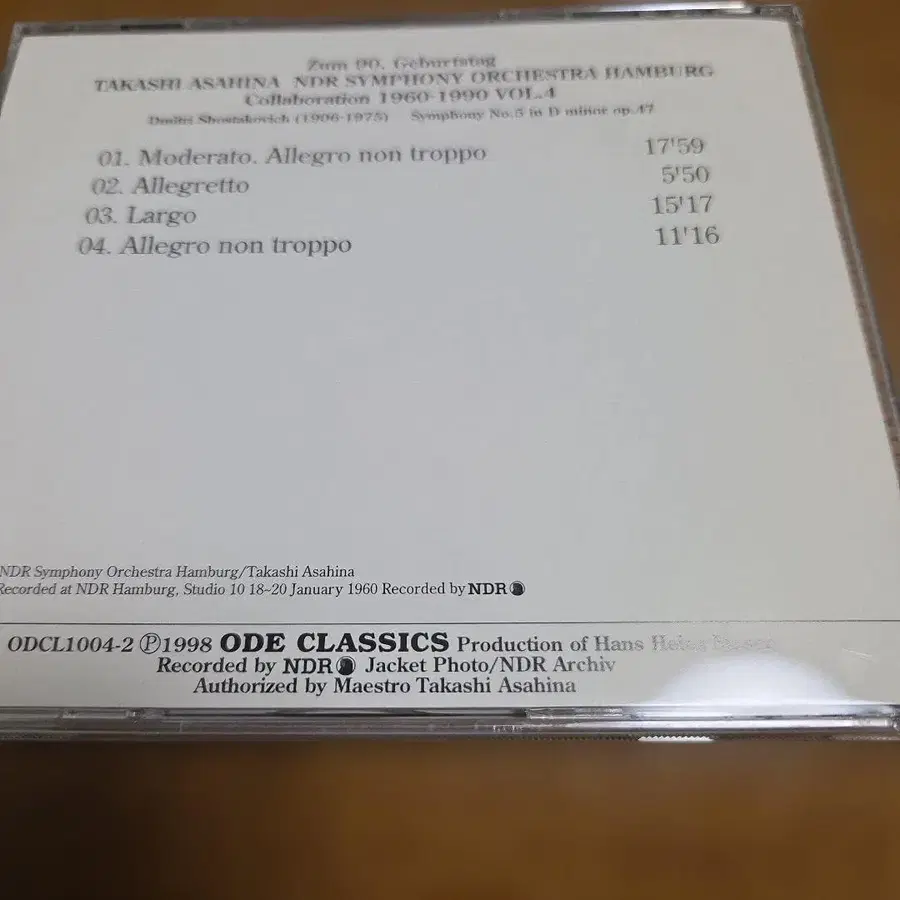 Zum 90. Geburtstag
TAKASHI ASAHINA NDR SYMPHONY ORCHESTRA HAMBURG
Collaboration 1960-1990 VOL.4
Dmitri Shostakovich (1906-1975) Symphony No.5 in D minor op.47
01. Moderato. Allegro non troppo 17'59
02. Allegretto 5'50
03. Largo 15'17
04. Allegro non troppo 11'16
NDR Symphony Orchestra Hamburg/Takashi Asahina
Recorded at NDR Hamburg, Studio 10 18~20 January 1960 Recorded by NDR
ODCL1004-2 Ⓟ1998 ODE CLASSICS Production of Hans
Recorded by NDR Jacket Photo/NDR Archiv
Authorized by Maestro Takashi Asahina